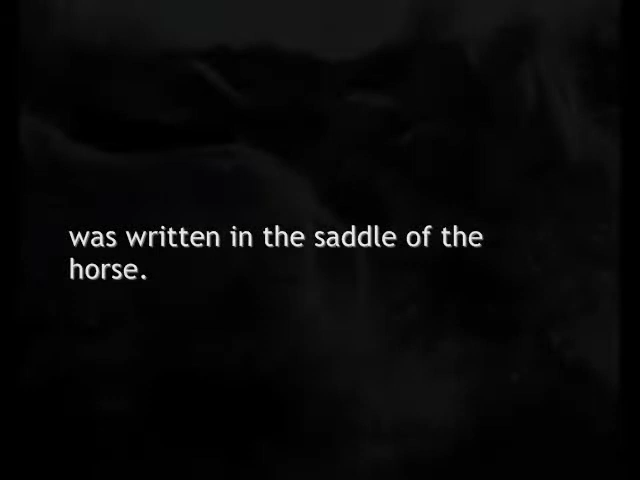 was written in the saddle of the
horse.